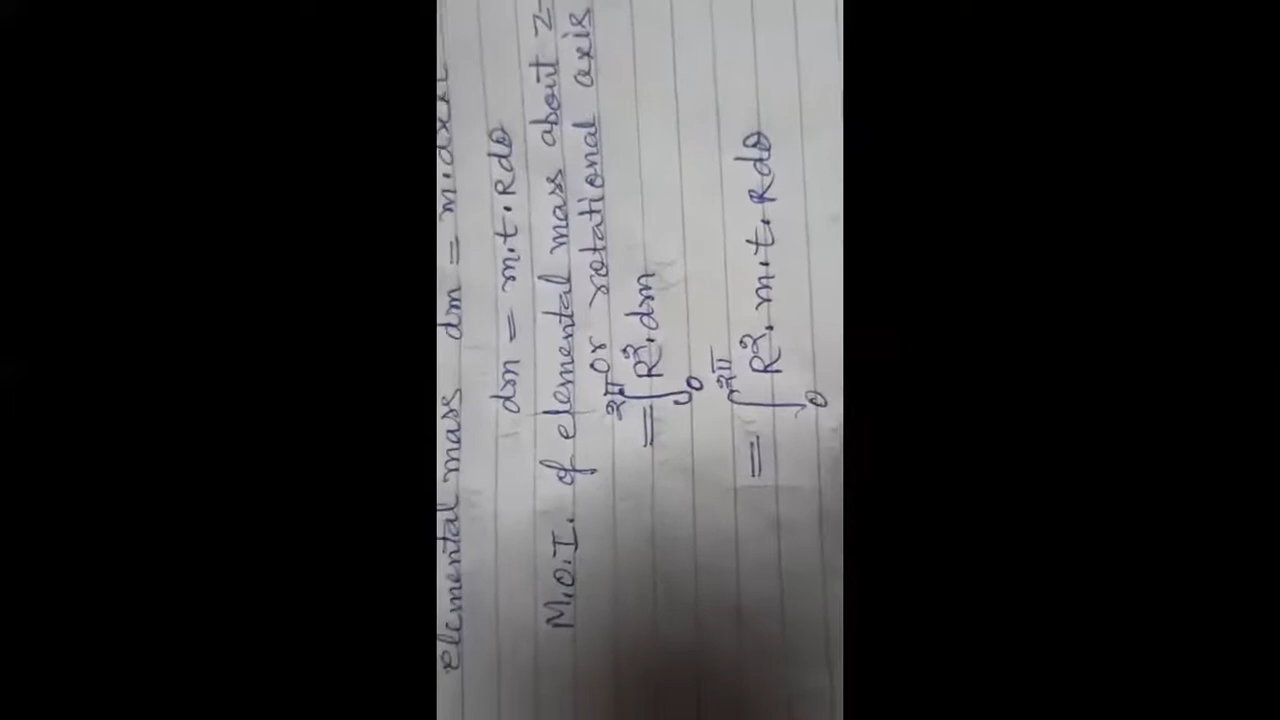 elemental mass dm = m.dx.t
dm = m.t.Rdθ
M.O.I. of elemental mass about Z-
or rotational axis
= ∫₀^2π R². dm
= ∫₀^2π R². m.t.Rdθ